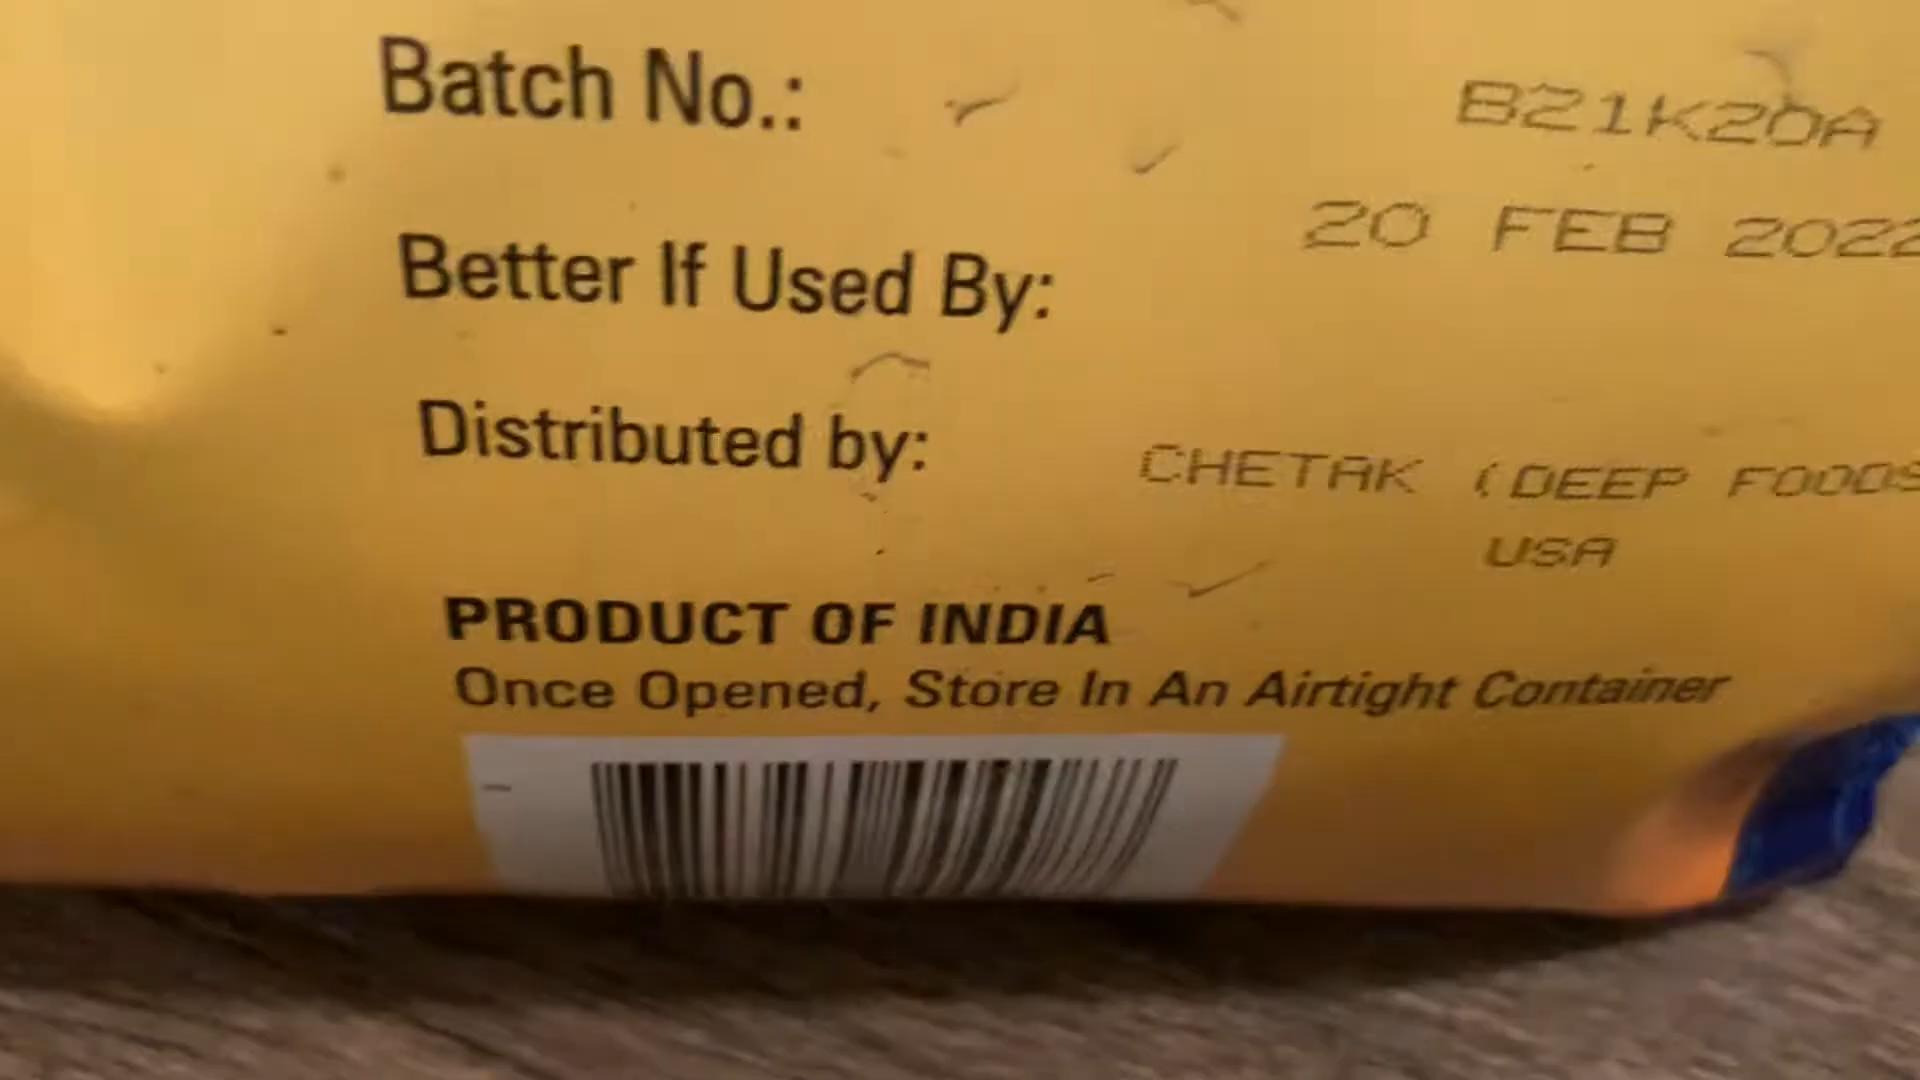 Batch No.: B21K20A
Better If Used By: 20 FEB 2022
Distributed by: CHETAK (DEEP FOODS
USA
PRODUCT OF INDIA
Once Opened, Store In An Airtight Container